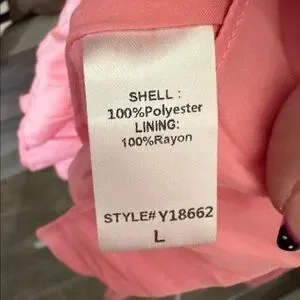 SHELL :
100%Polyester
LINING:
100%Rayon
STYLE#Y18662
L